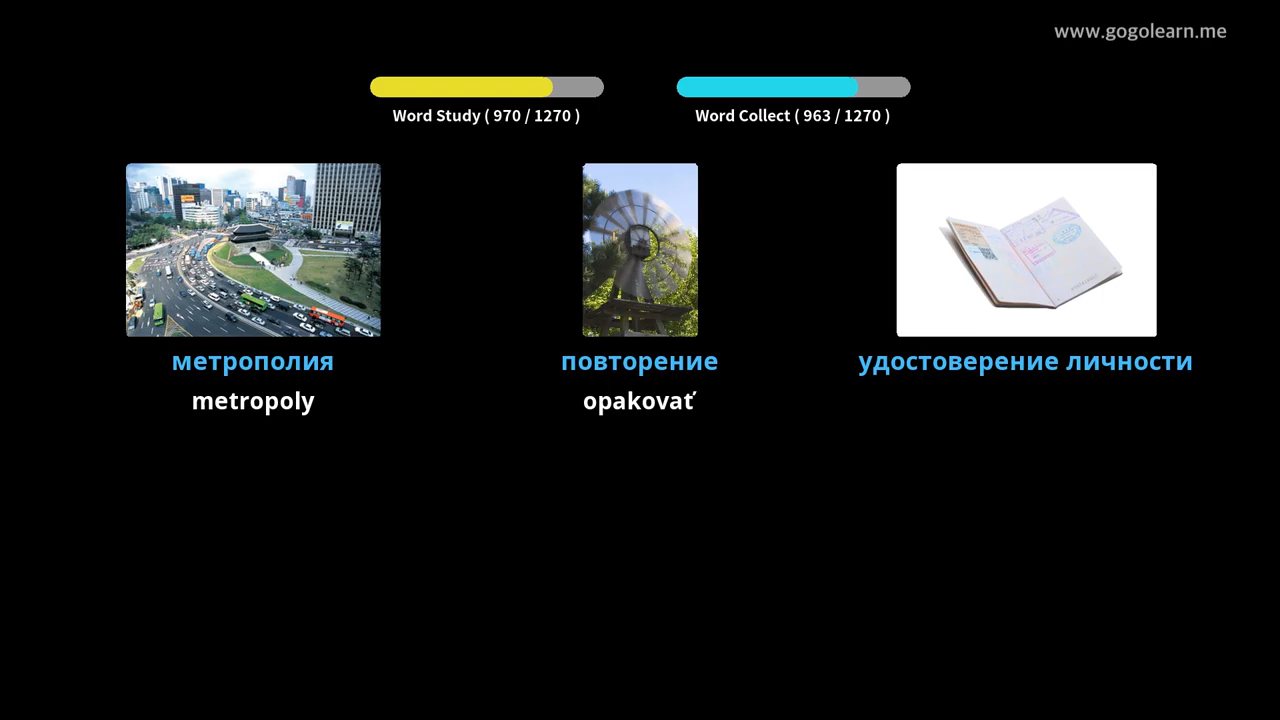 www.gogolearn.me
Word Study ( 970 / 1270 )
Word Collect ( 963 / 1270 )
метрополия
повторение
удостоверение личности
metropoly
opakovať